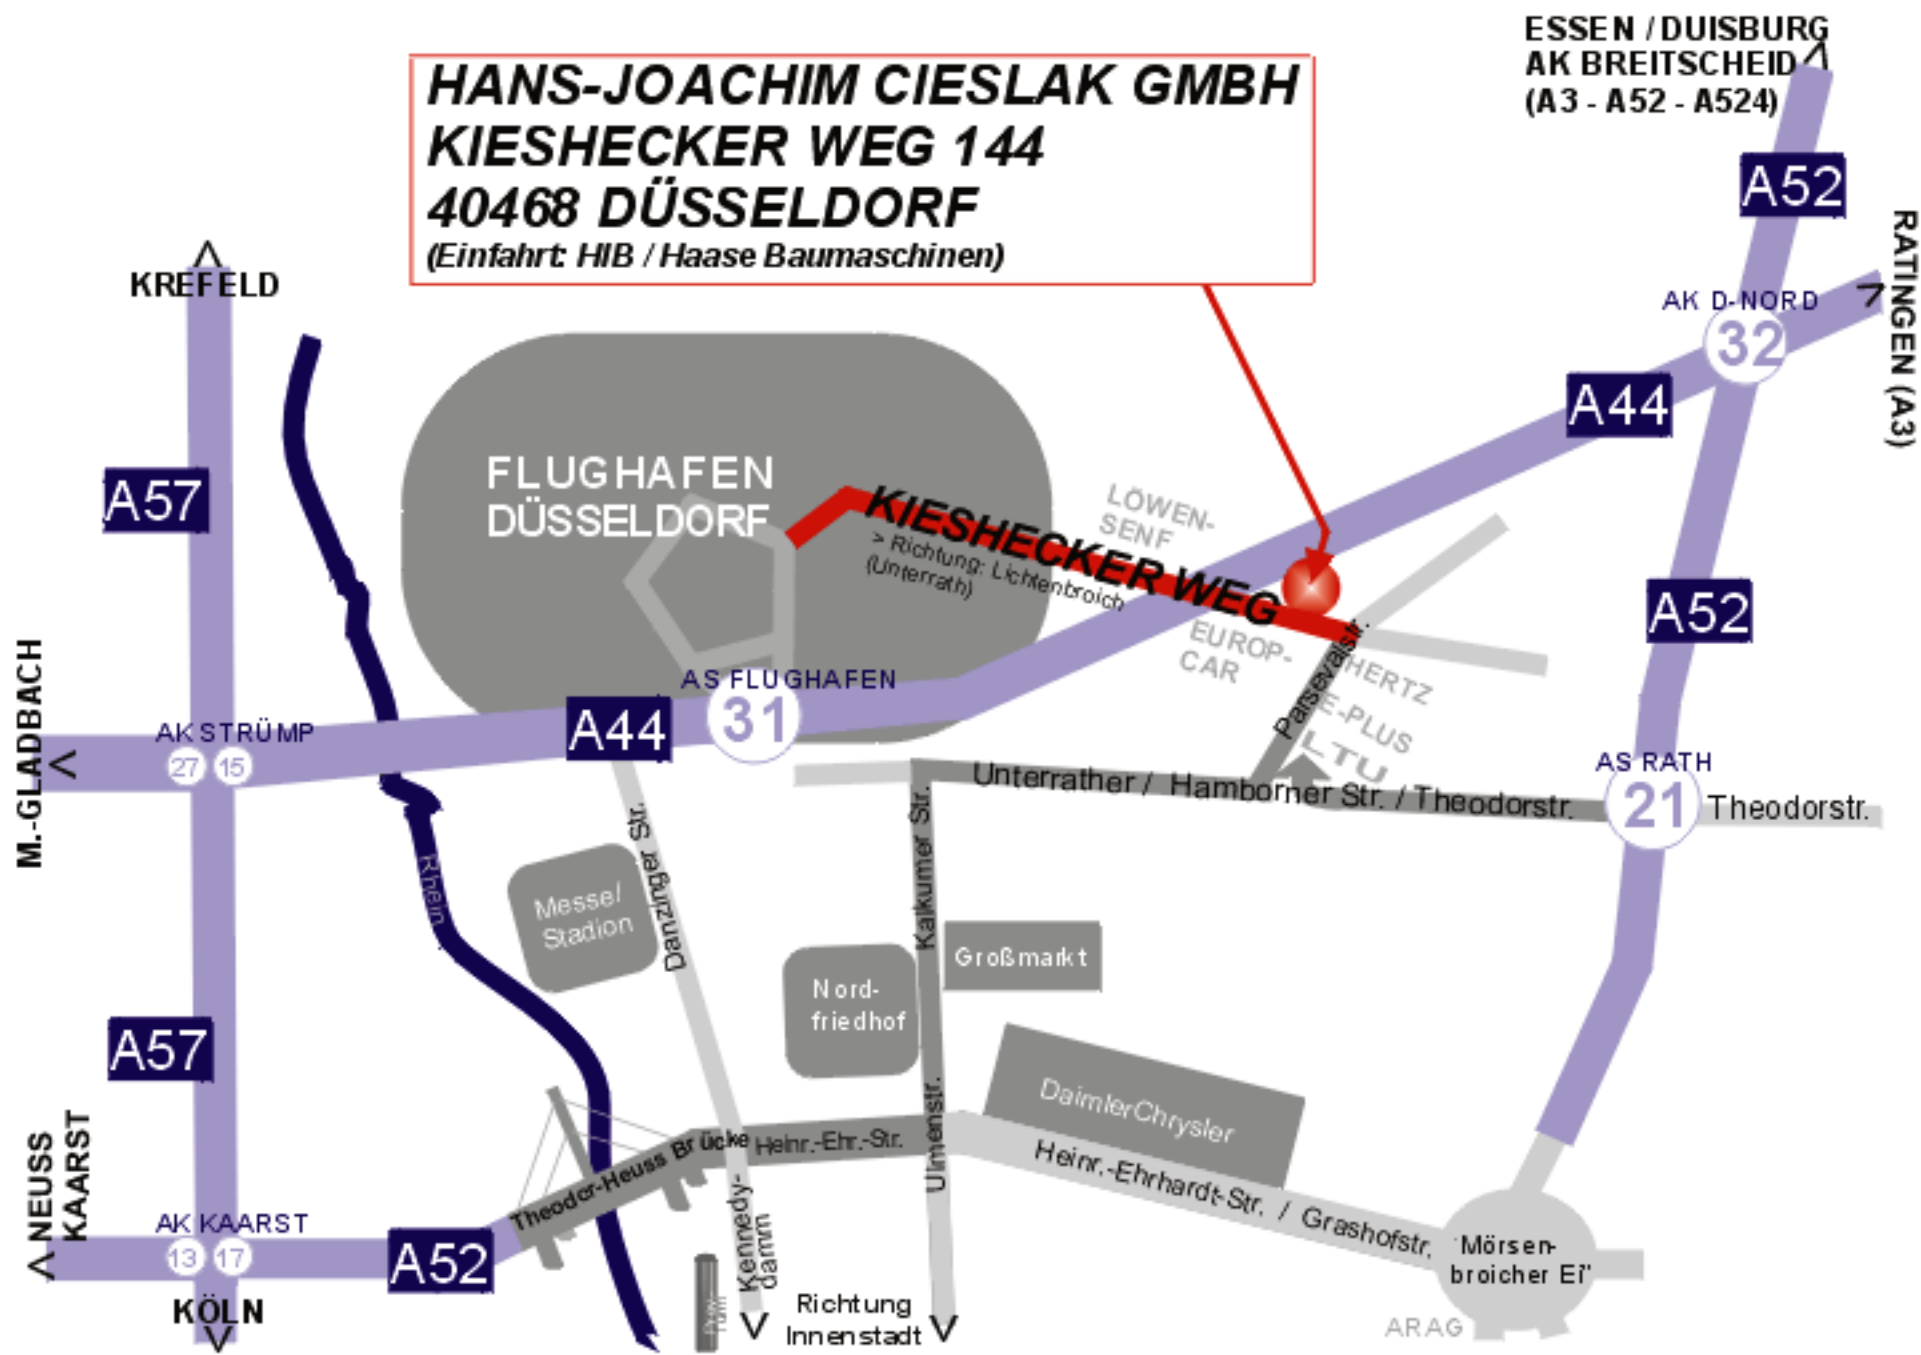 ESSEN / DUISBURG
AK BREITSCHEID
(A3 - A52 - A524)
HANS-JOACHIM CIESLAK GMBH
KIESHECKER WEG 144
40468 DÜSSELDORF
(Einfahrt: HIB / Haase Baumaschinen)
A52
RATINGEN (A3)
KREFELD
AK D-NORD
32
A44
FLUGHAFEN
DÜSSELDORF
A57
KIESHECKER WEG
> Richtung: Lichtenbroich
(Unterrath)
LÖWEN-
SENF
EUROP-
CAR
A52
Parsevalstr.
HERTZ
E-PLUS
LTU
M.-GLADBACH
AK STRÜMP
27 15
A44
AS FLUGHAFEN
31
Unterrather / Hamborner Str. / Theodorstr.
AS RATH
21
Theodorstr.
Rhein
Messe/
Stadion
Danzinger Str.
Kalkumer Str.
Großmarkt
Nord-
friedhof
A57
DaimlerChrysler
NEUSS
KAARST
Theodor-Heuss Brücke
Heinr.-Ehr.-Str.
Ulmenstr.
Heinr.-Ehrhardt-Str. / Grashofstr.
AK KAARST
13 17
A52
Kennedy-
damm
"Mörsen-
broicher Ei"
KÖLN
Richtung
Innenstadt
ARAG